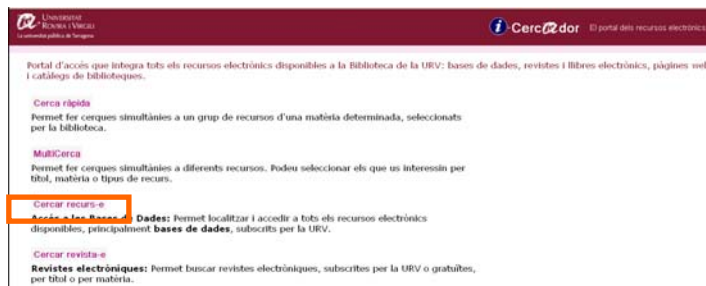 UNIVERSITAT
ROVIRA I VIRGILI
La universitat pública de Tarragona
i-Cercador El portal dels recursos electrònics
Portal d'accés que integra tots els recursos electrònics disponibles a la Biblioteca de la URV: bases de dades, revistes i llibres electrònics, pàgines wel
i catàlegs de biblioteques.
Cerca ràpida
Permet fer cerques simultànies a un grup de recursos d'una matèria determinada, seleccionats
per la biblioteca.
MultiCerca
Permet fer cerques simultànies a diferents recursos. Podeu seleccionar els que us interessin per
títol, matèria o tipus de recurs.
Cercar recurs-e
Accés a les Bases de Dades: Permet localitzar i accedir a tots els recursos electrònics
disponibles, principalment bases de dades, subscrits per la URV.
Cercar revista-e
Revistes electròniques: Permet buscar revistes electròniques, subscrites per la URV o gratuïtes,
per títol o per matèria.